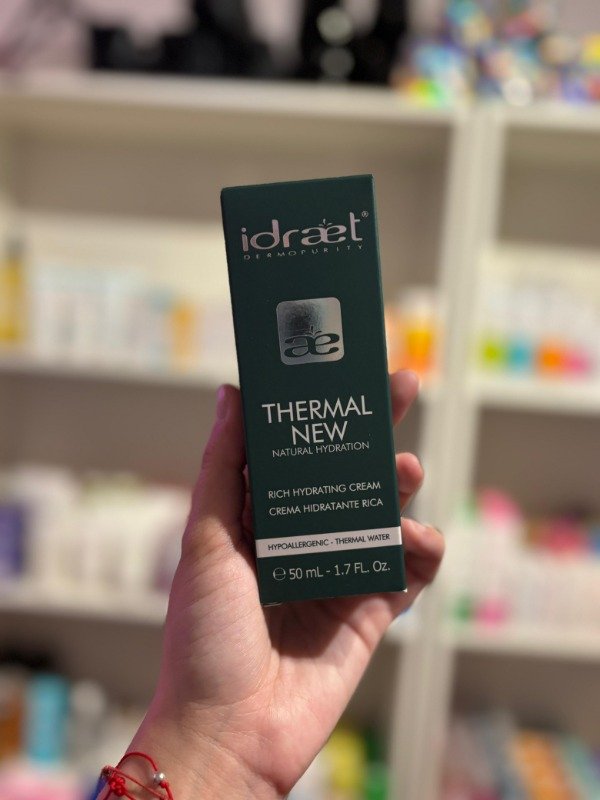 idraet®
DERMOPURITY
æ
THERMAL
NEW
NATURAL HYDRATION
RICH HYDRATING CREAM
CREMA HIDRATANTE RICA
HYPOALLERGENIC - THERMAL WATER
℮ 50 mL - 1.7 FL. Oz.